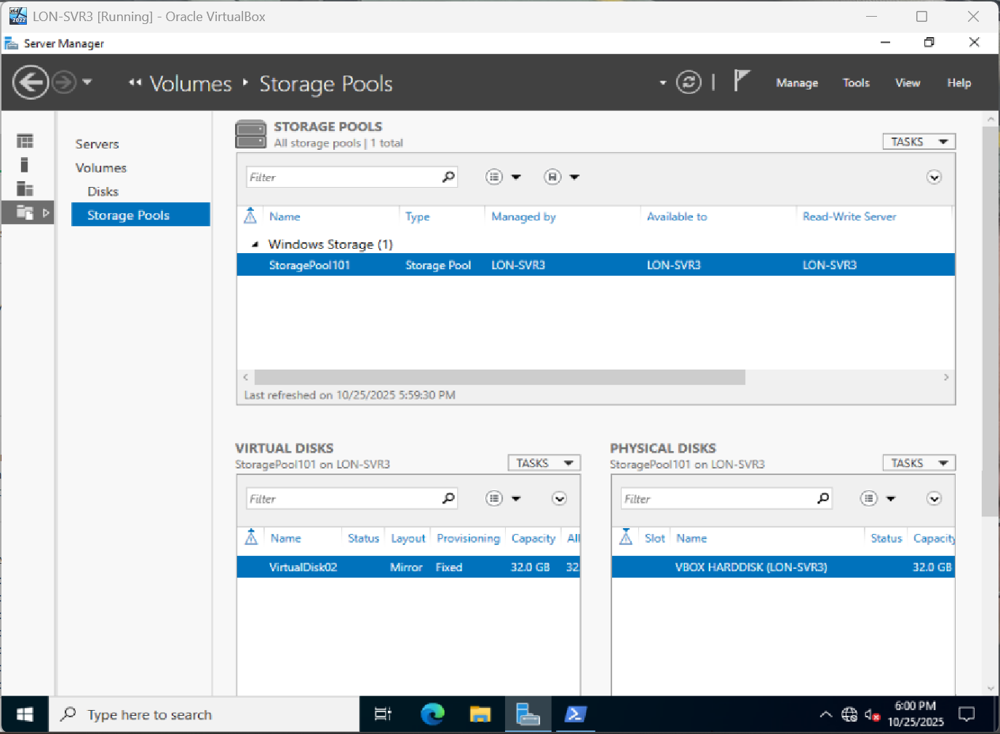 LON-SVR3 [Running] - Oracle VirtualBox
Server Manager
Volumes
Storage Pools
Manage
Tools
View
Help
Servers
Volumes
Disks
Storage Pools
STORAGE POOLS
All storage pools | 1 total
TASKS
Filter
Name Type Managed by Available to Read-Write Server
Windows Storage (1)
StoragePool101 Storage Pool LON-SVR3 LON-SVR3 LON-SVR3
Last refreshed on 10/25/2025 5:59:30 PM
VIRTUAL DISKS
StoragePool101 on LON-SVR3
TASKS
Filter
Name Status Layout Provisioning Capacity All
VirtualDisk02 Mirror Fixed 32.0 GB 32
PHYSICAL DISKS
StoragePool101 on LON-SVR3
TASKS
Filter
Slot Name Status Capacity
VBOX HARDDISK (LON-SVR3) 32.0 GB
Type here to search
6:00 PM
10/25/2025